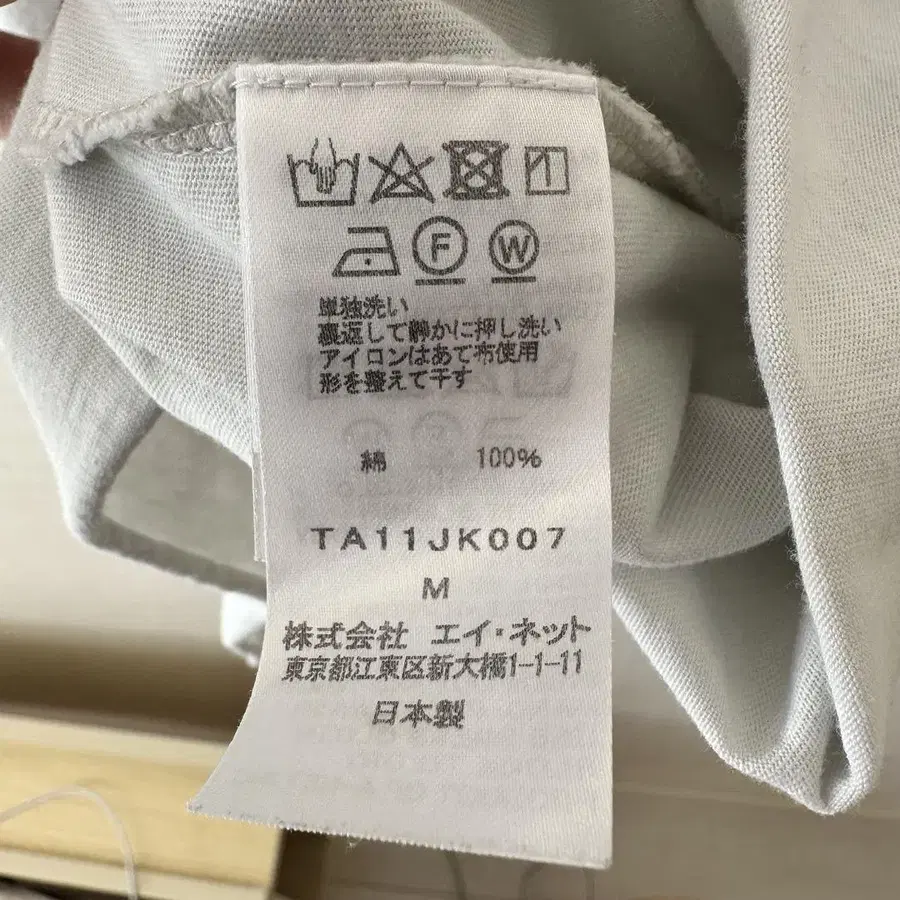 F W
単独洗い
裏返して静かに押し洗い
アイロンはあて布使用
形を整えて干す
綿 100%
TA11JK007
M
株式会社 エイ・ネット
東京都江東区新大橋1-1-11
日本製